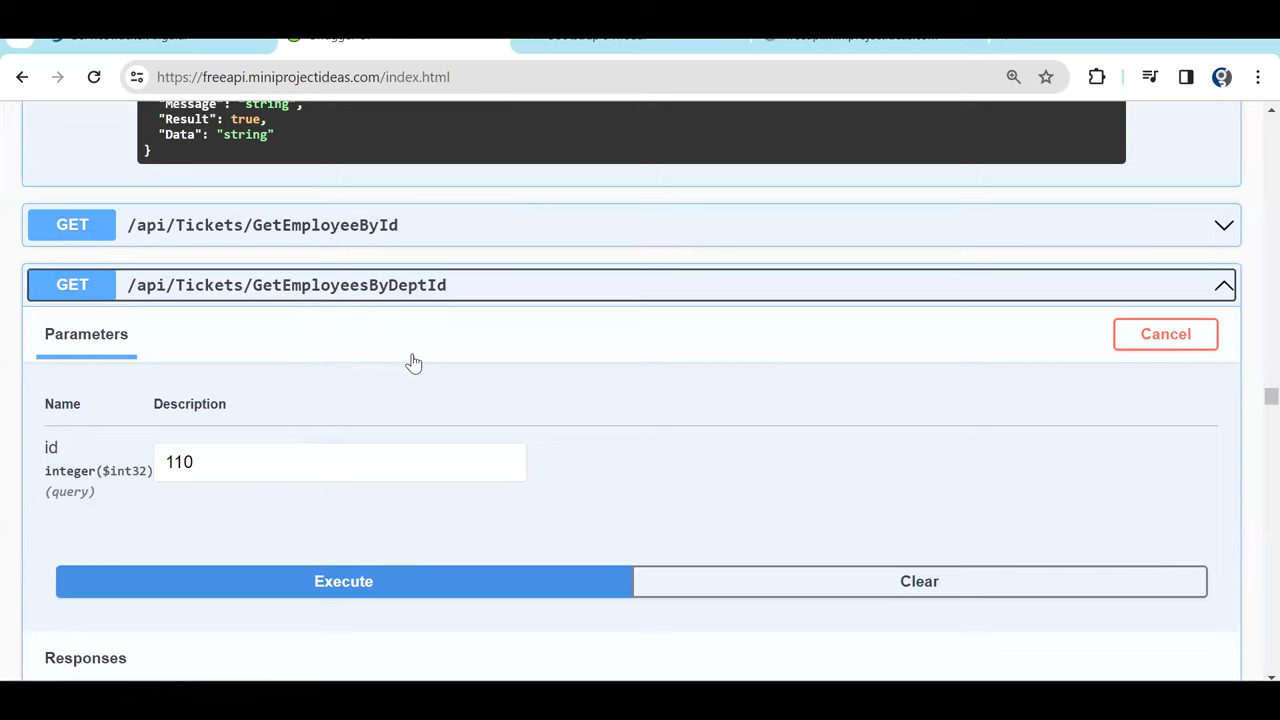 https://freeapi.miniprojectideas.com/index.html
"Message": "string",
"Result": true,
"Data": "string"
}
GET /api/Tickets/GetEmployeeById
GET /api/Tickets/GetEmployeesByDeptId
Parameters
Cancel
Name Description
id
integer($int32)
(query)
110
Execute
Clear
Responses